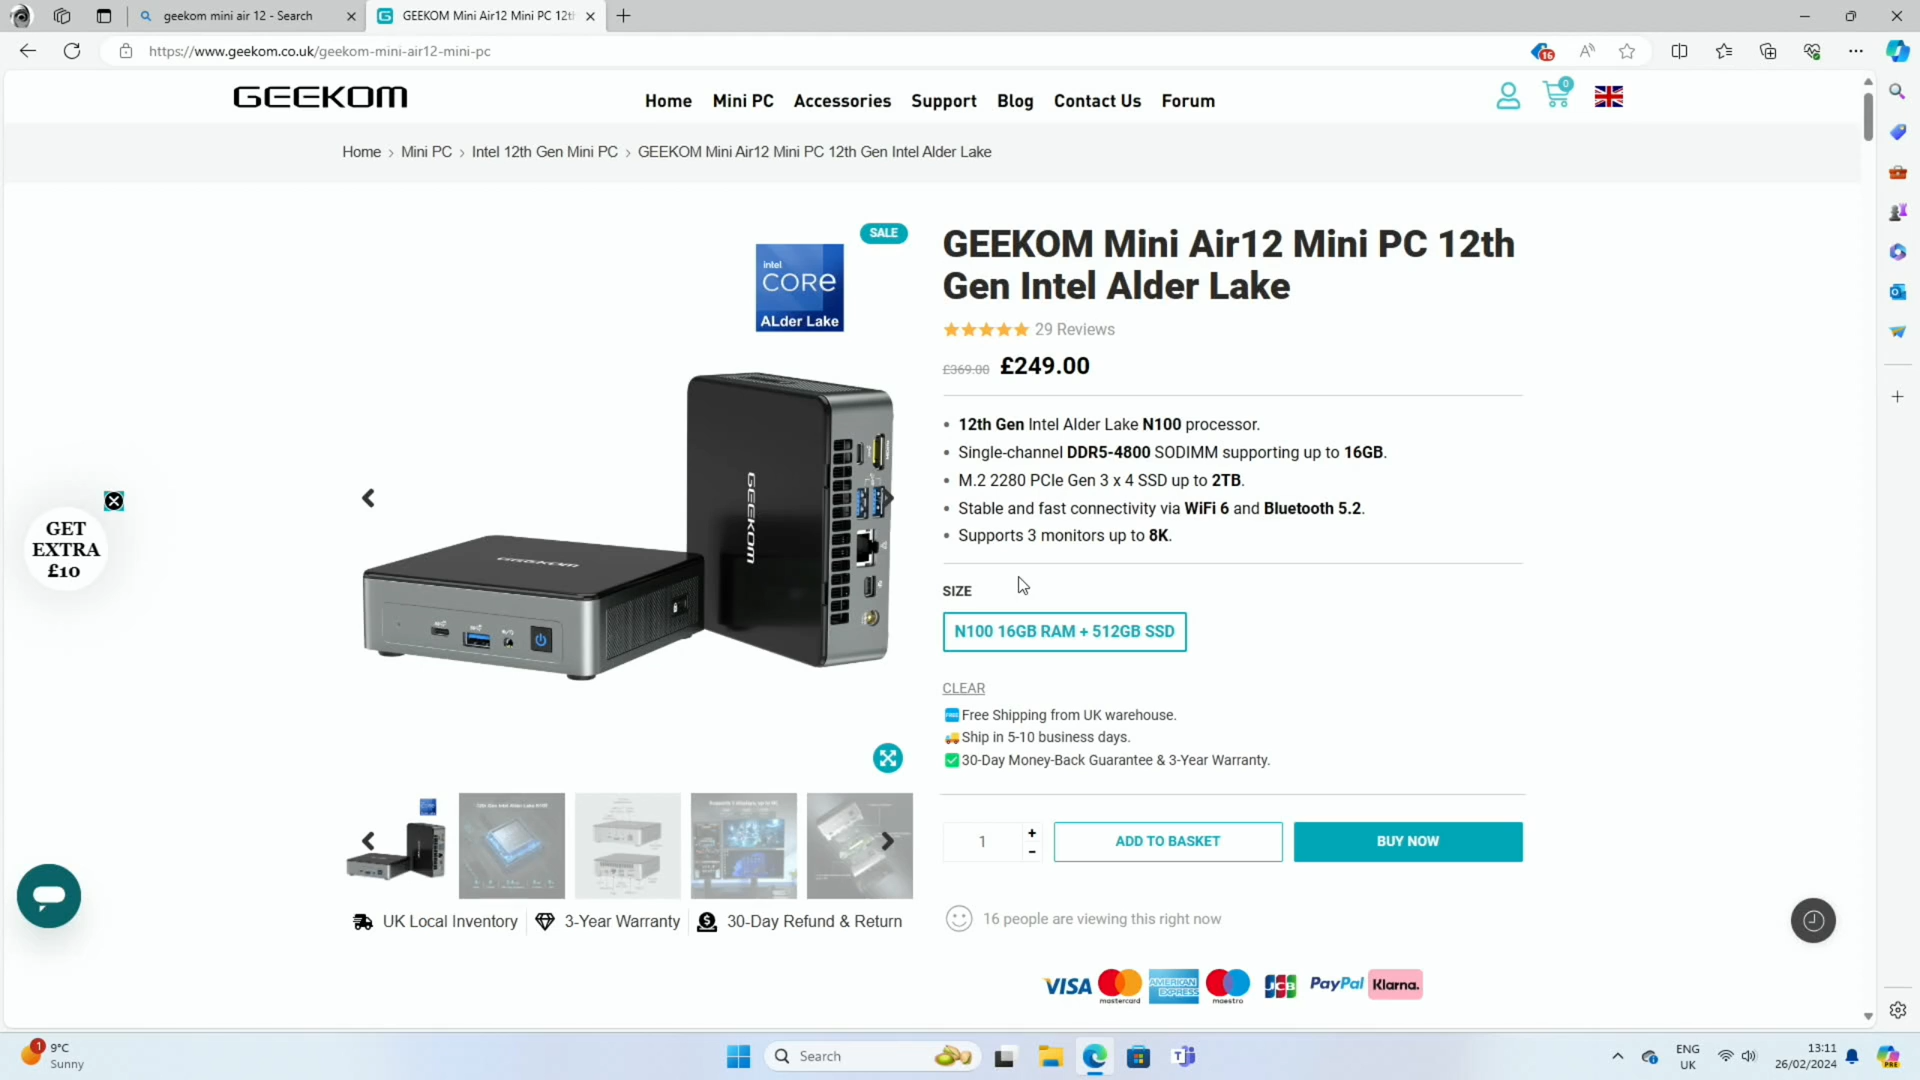 geekom mini air 12 - Search
GEEKOM Mini Air12 Mini PC 12th
https://www.geekom.co.uk/geekom-mini-air12-mini-pc
16
GEEKOM
Home Mini PC Accessories Support Blog Contact Us Forum
0
Home > Mini PC > Intel 12th Gen Mini PC > GEEKOM Mini Air12 Mini PC 12th Gen Intel Alder Lake
SALE
intel
CORe
ALder Lake
GEEKOM
GEEKOM
GEEKOM Mini Air12 Mini PC 12th
Gen Intel Alder Lake
29 Reviews
£369.00 £249.00
• 12th Gen Intel Alder Lake N100 processor.
• Single-channel DDR5-4800 SODIMM supporting up to 16GB.
• M.2 2280 PCIe Gen 3 x 4 SSD up to 2TB.
• Stable and fast connectivity via WiFi 6 and Bluetooth 5.2.
• Supports 3 monitors up to 8K.
SIZE
N100 16GB RAM + 512GB SSD
CLEAR
Free Shipping from UK warehouse.
Ship in 5-10 business days.
30-Day Money-Back Guarantee & 3-Year Warranty.
1
+
-
ADD TO BASKET
BUY NOW
16 people are viewing this right now
VISA mastercard AMERICAN EXPRESS maestro JCB PayPal Klarna.
GET
EXTRA
£10
UK Local Inventory 3-Year Warranty 30-Day Refund & Return
1
9°C
Sunny
Search
ENG
UK
13:11
26/02/2024
PRE